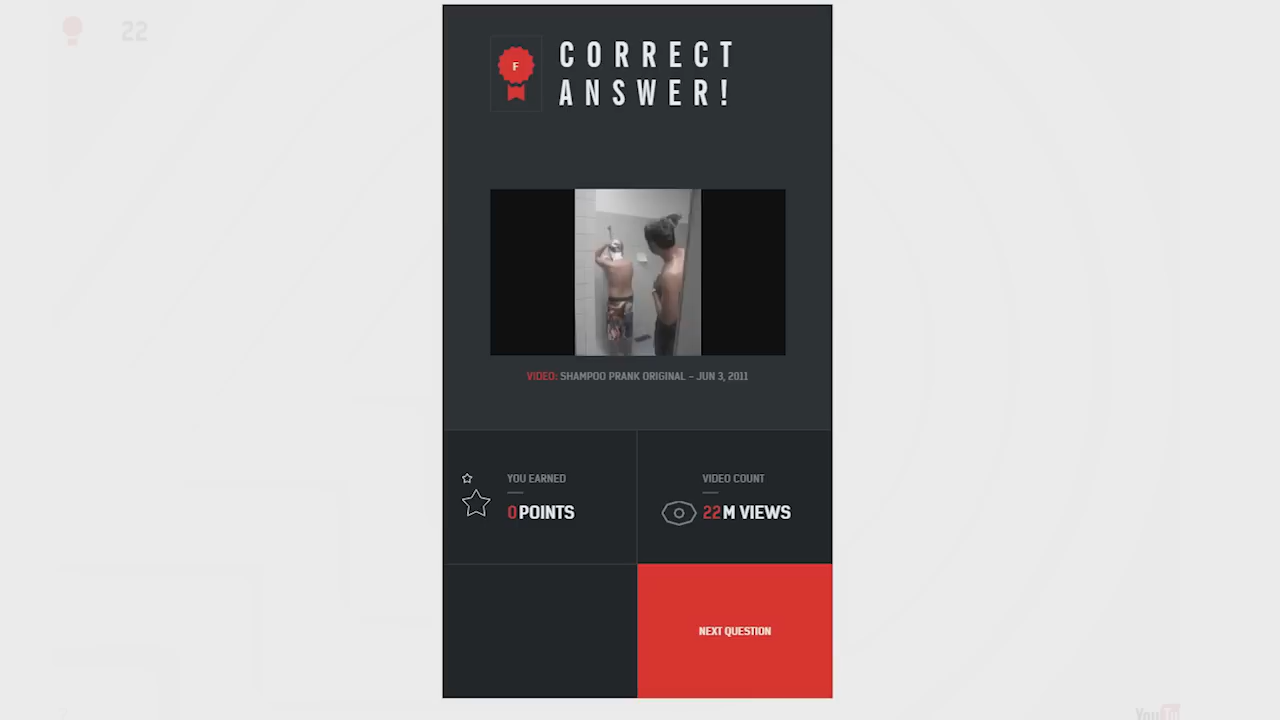 22
F
CORRECT
ANSWER!
VIDEO: SHAMPOO PRANK ORIGINAL – JUN 3, 2011
YOU EARNED
0 POINTS
VIDEO COUNT
22M VIEWS
NEXT QUESTION
YouTu